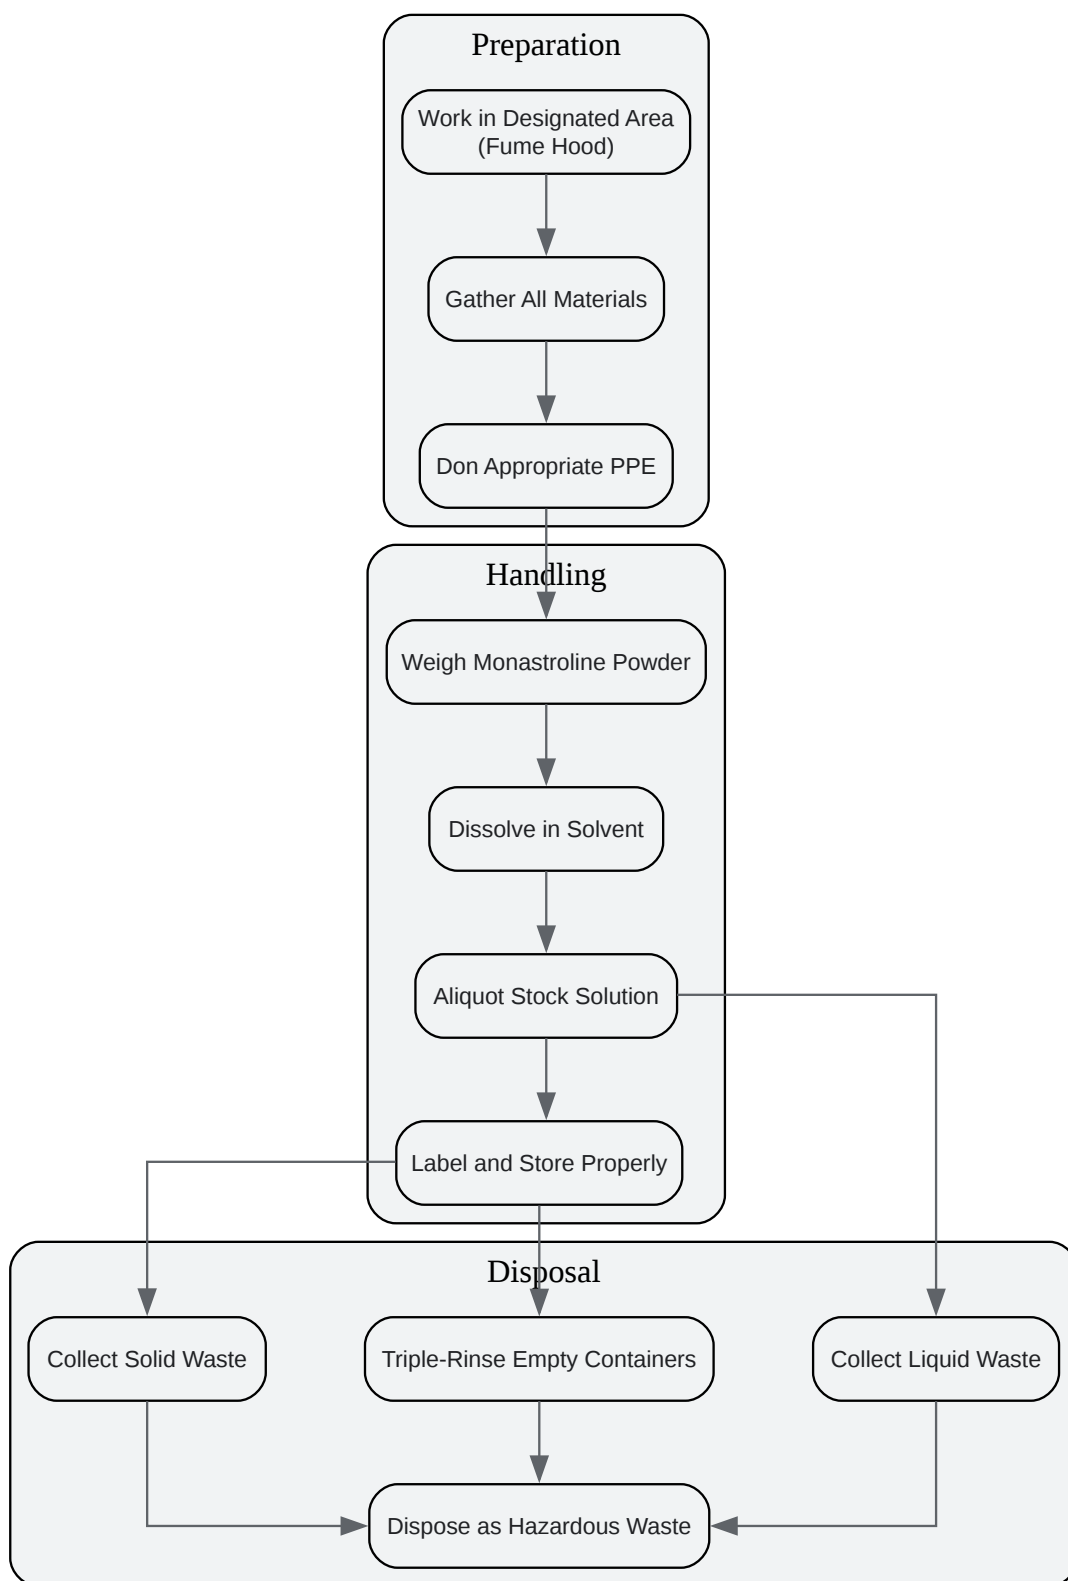 Preparation
Work in Designated Area
(Fume Hood)
Gather All Materials
Don Appropriate PPE
Handling
Weigh Monastroline Powder
Dissolve in Solvent
Aliquot Stock Solution
Label and Store Properly
Disposal
Collect Solid Waste
Triple-Rinse Empty Containers
Collect Liquid Waste
Dispose as Hazardous Waste